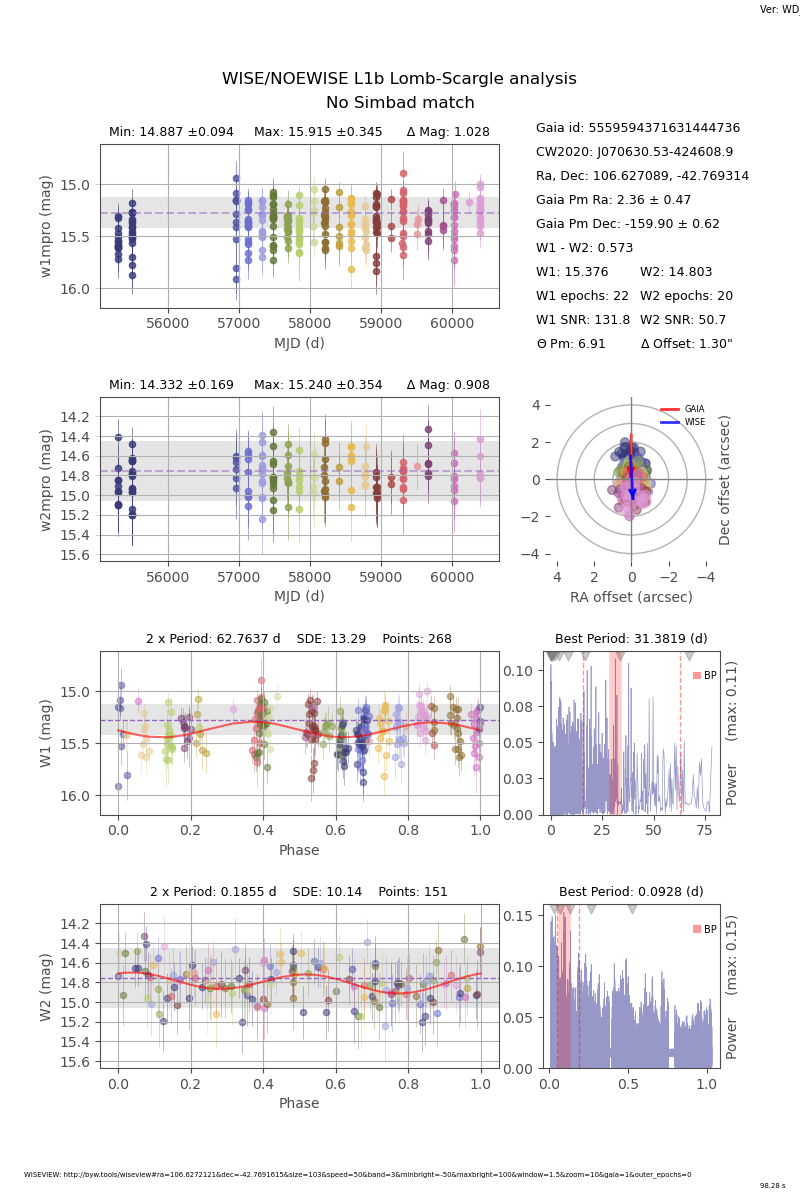 Ver: WD_
WISE/NOEWISE L1b Lomb-Scargle analysis
No Simbad match
Min: 14.887 ±0.094 Max: 15.915 ±0.345 Δ Mag: 1.028
15.0
15.5
16.0
w1mpro (mag)
56000 57000 58000 59000 60000
MJD (d)
Gaia id: 5559594371631444736
CW2020: J070630.53-424608.9
Ra, Dec: 106.627089, -42.769314
Gaia Pm Ra: 2.36 ± 0.47
Gaia Pm Dec: -159.90 ± 0.62
W1 - W2: 0.573
W1: 15.376 W2: 14.803
W1 epochs: 22 W2 epochs: 20
W1 SNR: 131.8 W2 SNR: 50.7
Θ Pm: 6.91 Δ Offset: 1.30"
Min: 14.332 ±0.169 Max: 15.240 ±0.354 Δ Mag: 0.908
14.2
14.4
14.6
14.8
15.0
15.2
15.4
15.6
w2mpro (mag)
56000 57000 58000 59000 60000
MJD (d)
GAIA
WISE
4
2
0
−2
−4
Dec offset (arcsec)
4 2 0 −2 −4
RA offset (arcsec)
2 x Period: 62.7637 d SDE: 13.29 Points: 268
15.0
15.5
16.0
W1 (mag)
0.0 0.2 0.4 0.6 0.8 1.0
Phase
Best Period: 31.3819 (d)
BP
0.10
0.08
0.05
0.03
0.00
Power (max: 0.11)
0 25 50 75
2 x Period: 0.1855 d SDE: 10.14 Points: 151
14.2
14.4
14.6
14.8
15.0
15.2
15.4
15.6
W2 (mag)
0.0 0.2 0.4 0.6 0.8 1.0
Phase
Best Period: 0.0928 (d)
BP
0.15
0.10
0.05
0.00
Power (max: 0.15)
0.0 0.5 1.0
WISEVIEW: http://byw.tools/wiseview#ra=106.6272121&dec=-42.7691615&size=103&speed=50&band=3&minbright=-50&maxbright=100&window=1.5&zoom=10&gaia=1&outer_epochs=0
98.28 s